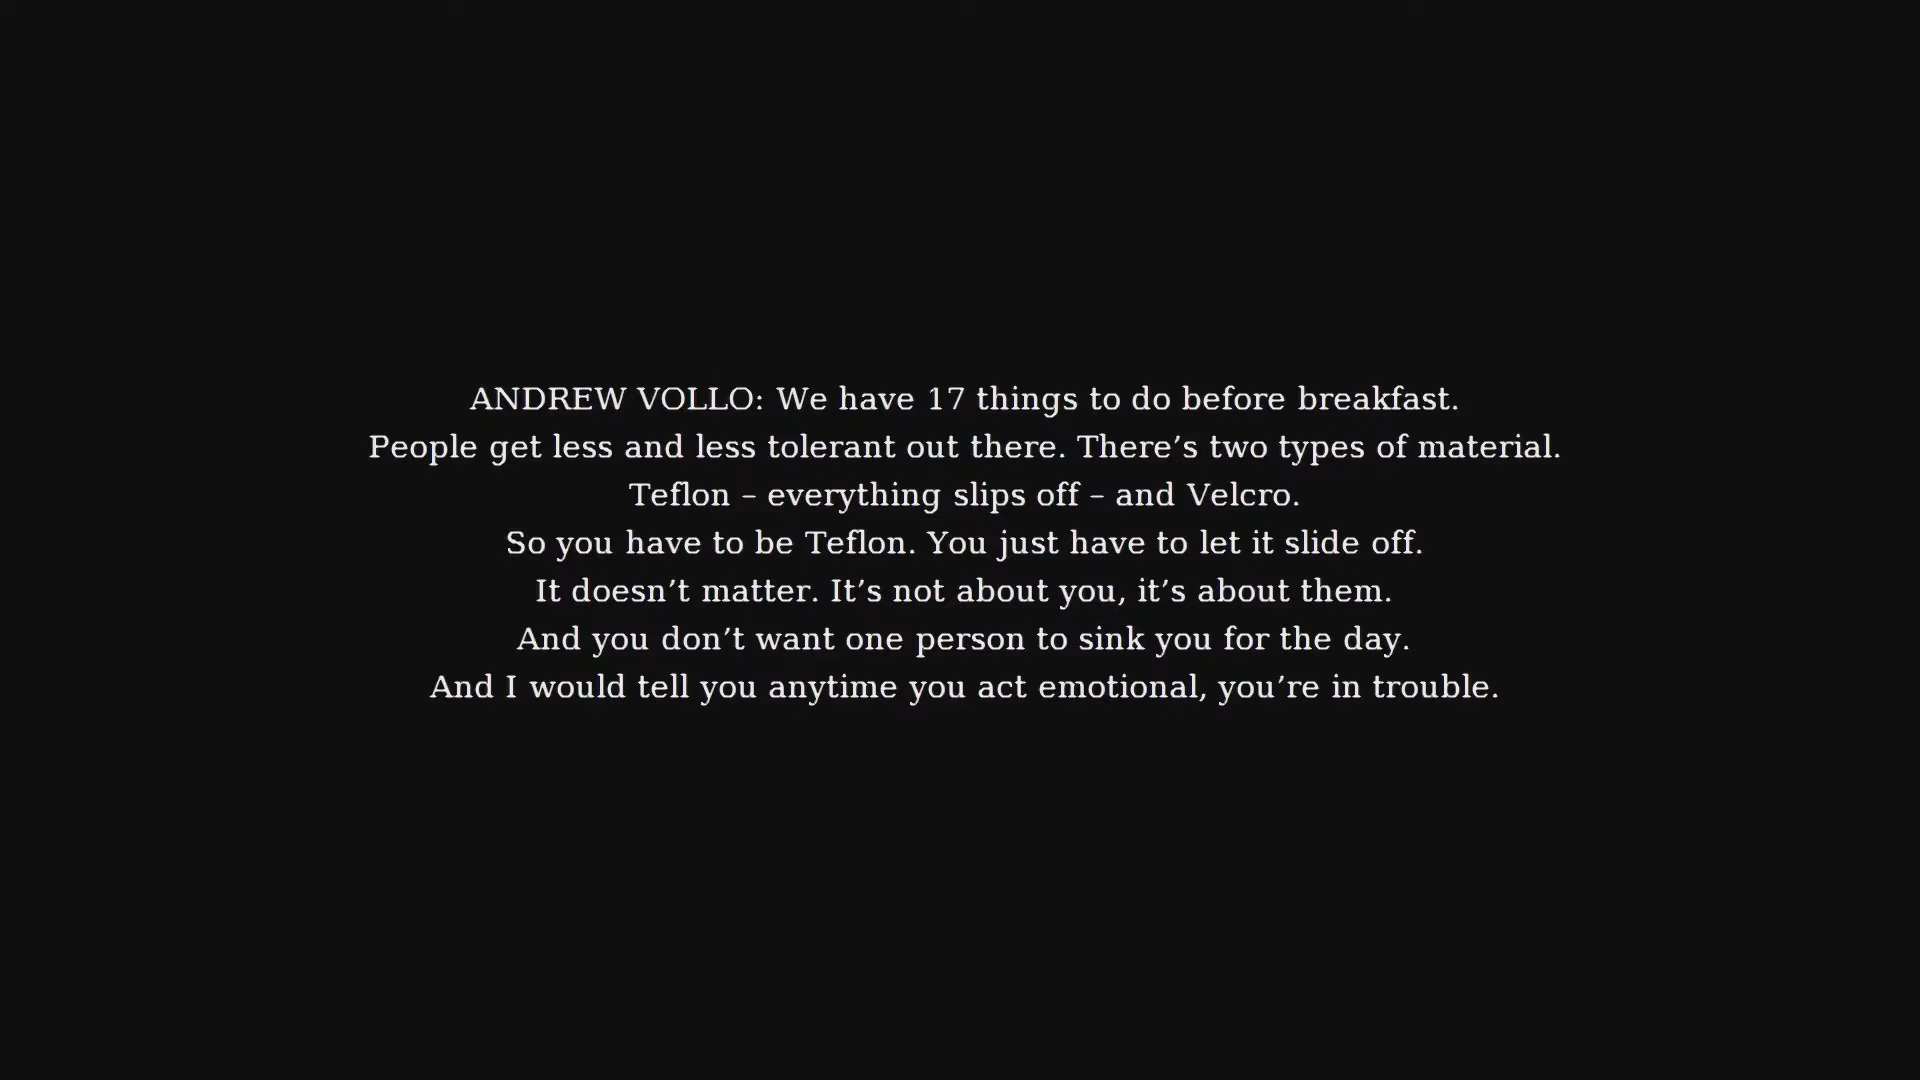 ANDREW VOLLO: We have 17 things to do before breakfast.
People get less and less tolerant out there. There’s two types of material.
Teflon – everything slips off – and Velcro.
So you have to be Teflon. You just have to let it slide off.
It doesn’t matter. It’s not about you, it’s about them.
And you don’t want one person to sink you for the day.
And I would tell you anytime you act emotional, you’re in trouble.